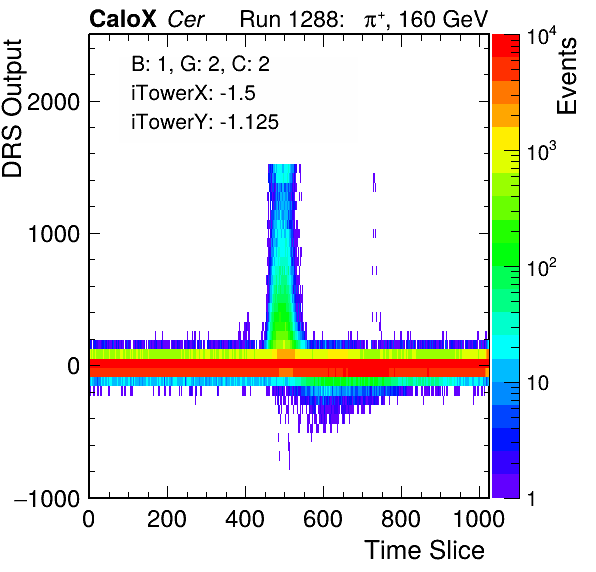 CaloX Cer Run 1288: π⁺, 160 GeV
B: 1, G: 2, C: 2
iTowerX: -1.5
iTowerY: -1.125
DRS Output
2000
1000
0
−1000
0 200 400 600 800 1000
Time Slice
Events
10⁴
10³
10²
10
1